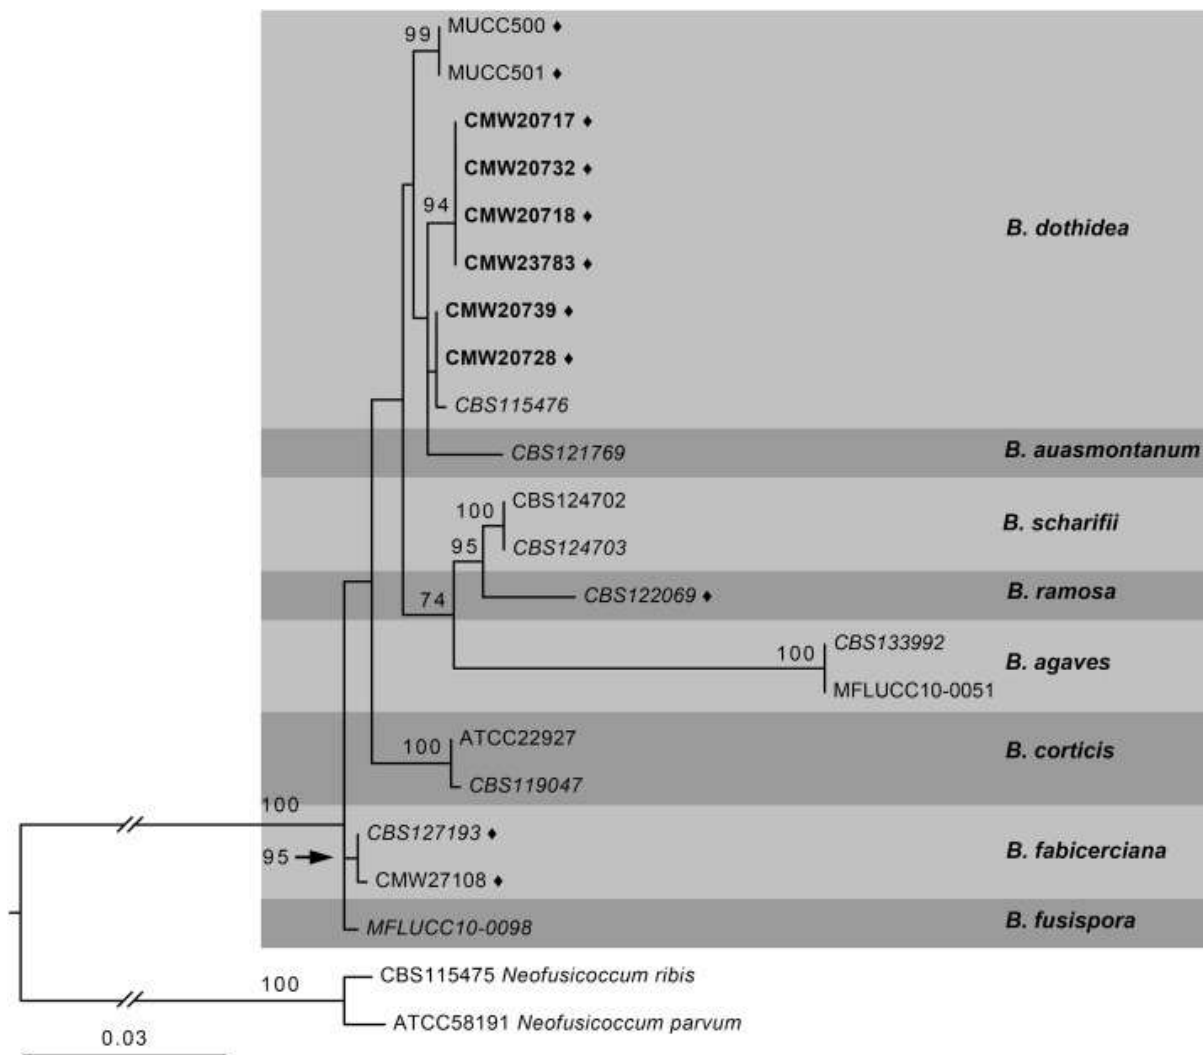 99
MUCC500 ♦
MUCC501 ♦
CMW20717 ♦
CMW20732 ♦
94
CMW20718 ♦
B. dothidea
CMW23783 ♦
CMW20739 ♦
CMW20728 ♦
CBS115476
CBS121769
B. auasmontanum
100
CBS124702
B. scharifii
95
CBS124703
74
CBS122069 ♦
B. ramosa
100
CBS133992
B. agaves
MFLUCC10-0051
100
ATCC22927
B. corticis
CBS119047
100
CBS127193 ♦
95
B. fabicerciana
CMW27108 ♦
MFLUCC10-0098
B. fusispora
100
CBS115475 Neofusicoccum ribis
ATCC58191 Neofusicoccum parvum
0.03